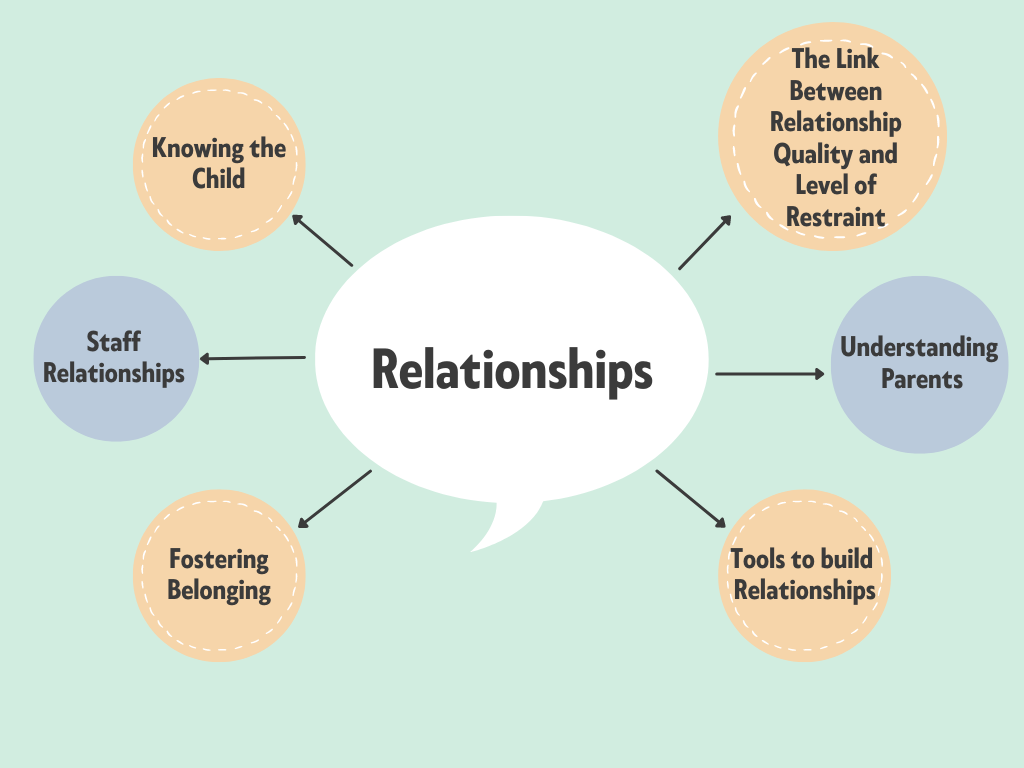 The Link
Between
Relationship
Quality and
Level of
Restraint
Knowing the
Child
Staff
Relationships
Relationships
Understanding
Parents
Fostering
Belonging
Tools to build
Relationships